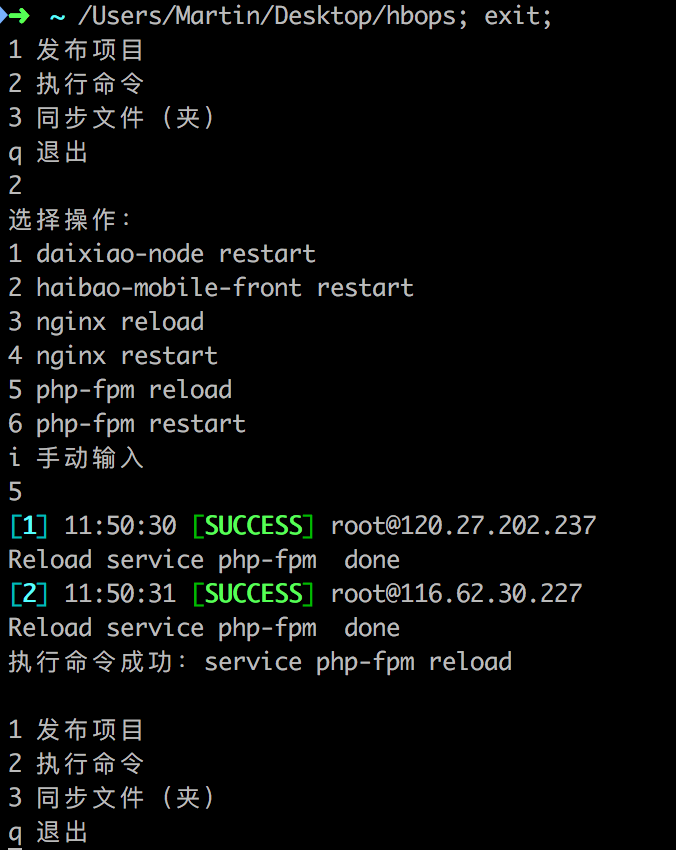 ➜ ~ /Users/Martin/Desktop/hbops; exit;
1 发布项目
2 执行命令
3 同步文件（夹）
q 退出
2
选择操作：
1 daixiao-node restart
2 haibao-mobile-front restart
3 nginx reload
4 nginx restart
5 php-fpm reload
6 php-fpm restart
i 手动输入
5
[1] 11:50:30 [SUCCESS] root@120.27.202.237
Reload service php-fpm  done
[2] 11:50:31 [SUCCESS] root@116.62.30.227
Reload service php-fpm  done
执行命令成功：service php-fpm reload
1 发布项目
2 执行命令
3 同步文件（夹）
q 退出